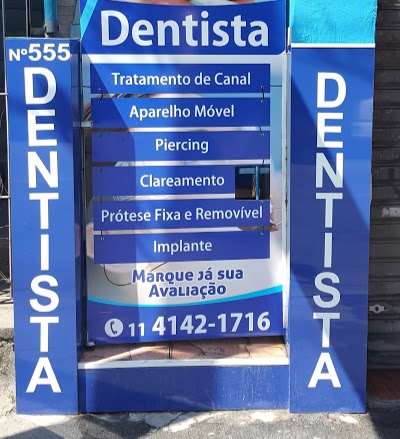 Nº555
DENTISTA
Dentista
Tratamento de Canal
Aparelho Móvel
Piercing
Clareamento
Prótese Fixa e Removível
Implante
Marque já sua
Avaliação
11 4142-1716
DENTISTA